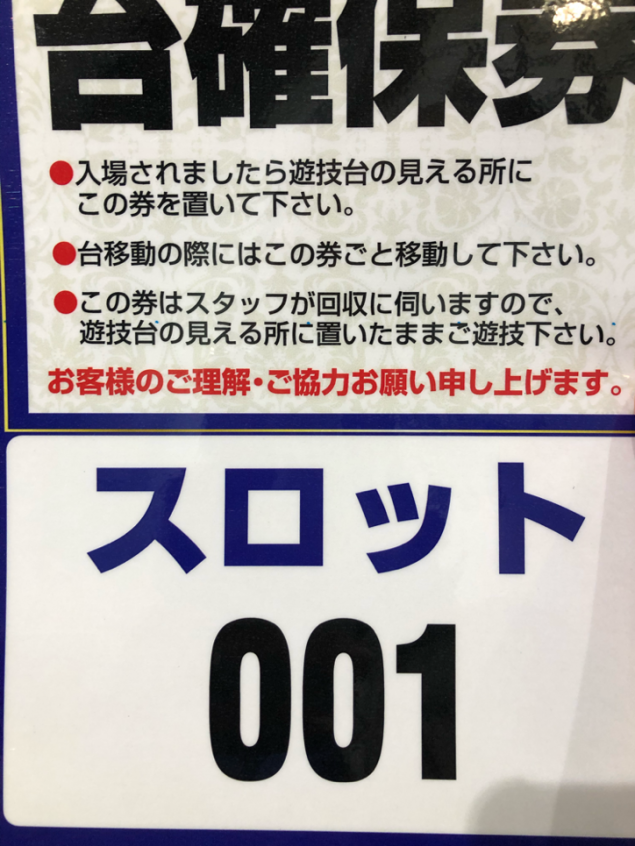 台確保券
●入場されましたら遊技台の見える所に
この券を置いて下さい。
●台移動の際にはこの券ごと移動して下さい。
●この券はスタッフが回収に伺いますので、
遊技台の見える所に置いたままご遊技下さい。
お客様のご理解・ご協力お願い申し上げます。
スロット
001